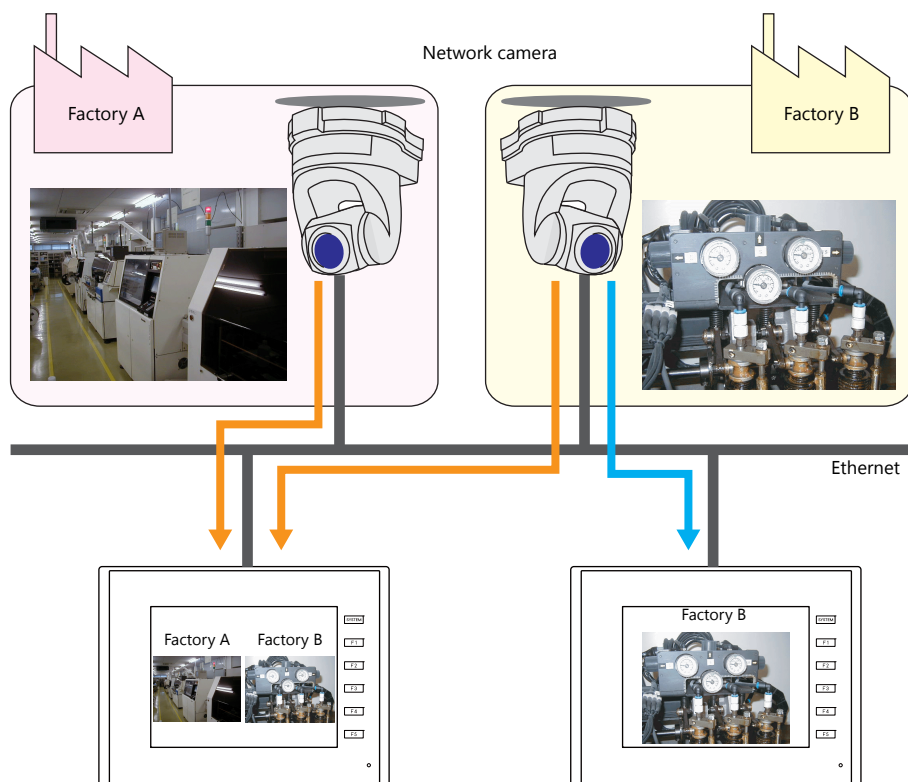 Network camera
Factory A
Factory B
Ethernet
Factory A
Factory B
SYSTEM
F1
F2
F3
F4
F5
Factory B
SYSTEM
F1
F2
F3
F4
F5